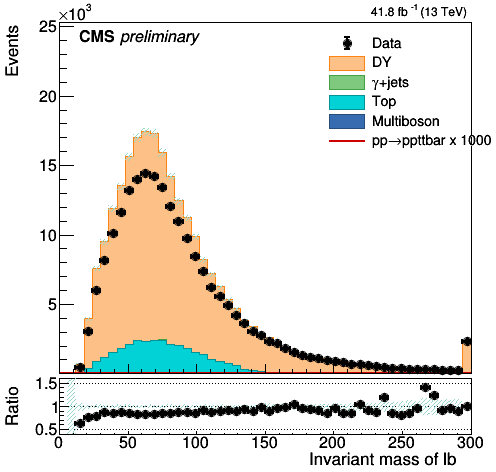 ×10³
41.8 fb⁻¹ (13 TeV)
Events
CMS preliminary
25
20
15
10
5
Data
DY
γ+jets
Top
Multiboson
pp→ppttbar x 1000
Ratio
1.5
1
0.5
0 50 100 150 200 250 300
Invariant mass of lb